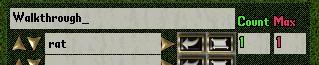 Walkthrough_
Count Max
rat 1 1